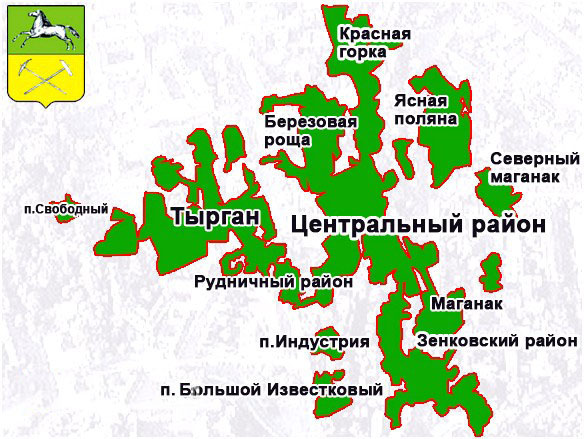 Красная
горка
Ясная
поляна
Березовая
роща
Северный
маганак
п.Свободный
Тырган
Центральный район
Рудничный район
Маганак
п.Индустрия
Зенковский район
п. Большой Известковый